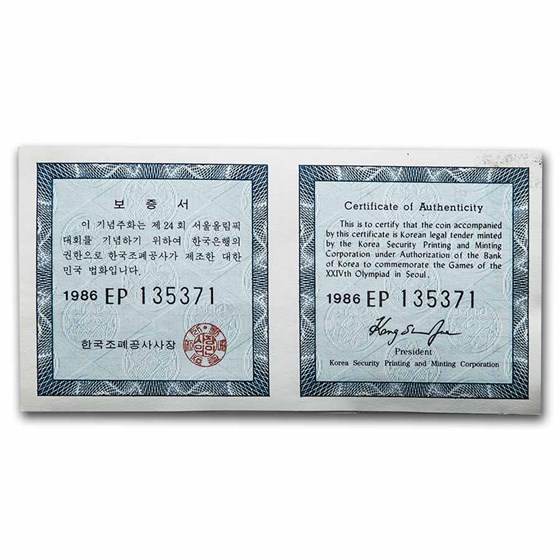 보증서
이 기념주화는 제24회 서울올림픽
대회를 기념하기 위하여 한국은행의
권한으로 한국조폐공사가 제조한 대한
민국 법화입니다.
1986 EP 135371
한국조폐공사사장
Certificate of Authenticity
This is to certify that the coin accompanied
by this certificate is Korean legal tender minted
by the Korea Security Printing and Minting
Corporation under Authorization of the Bank
of Korea to commemorate the Games of the
XXIVth Olympiad in Seoul.
1986 EP 135371
President
Korea Security Printing and Minting Corporation